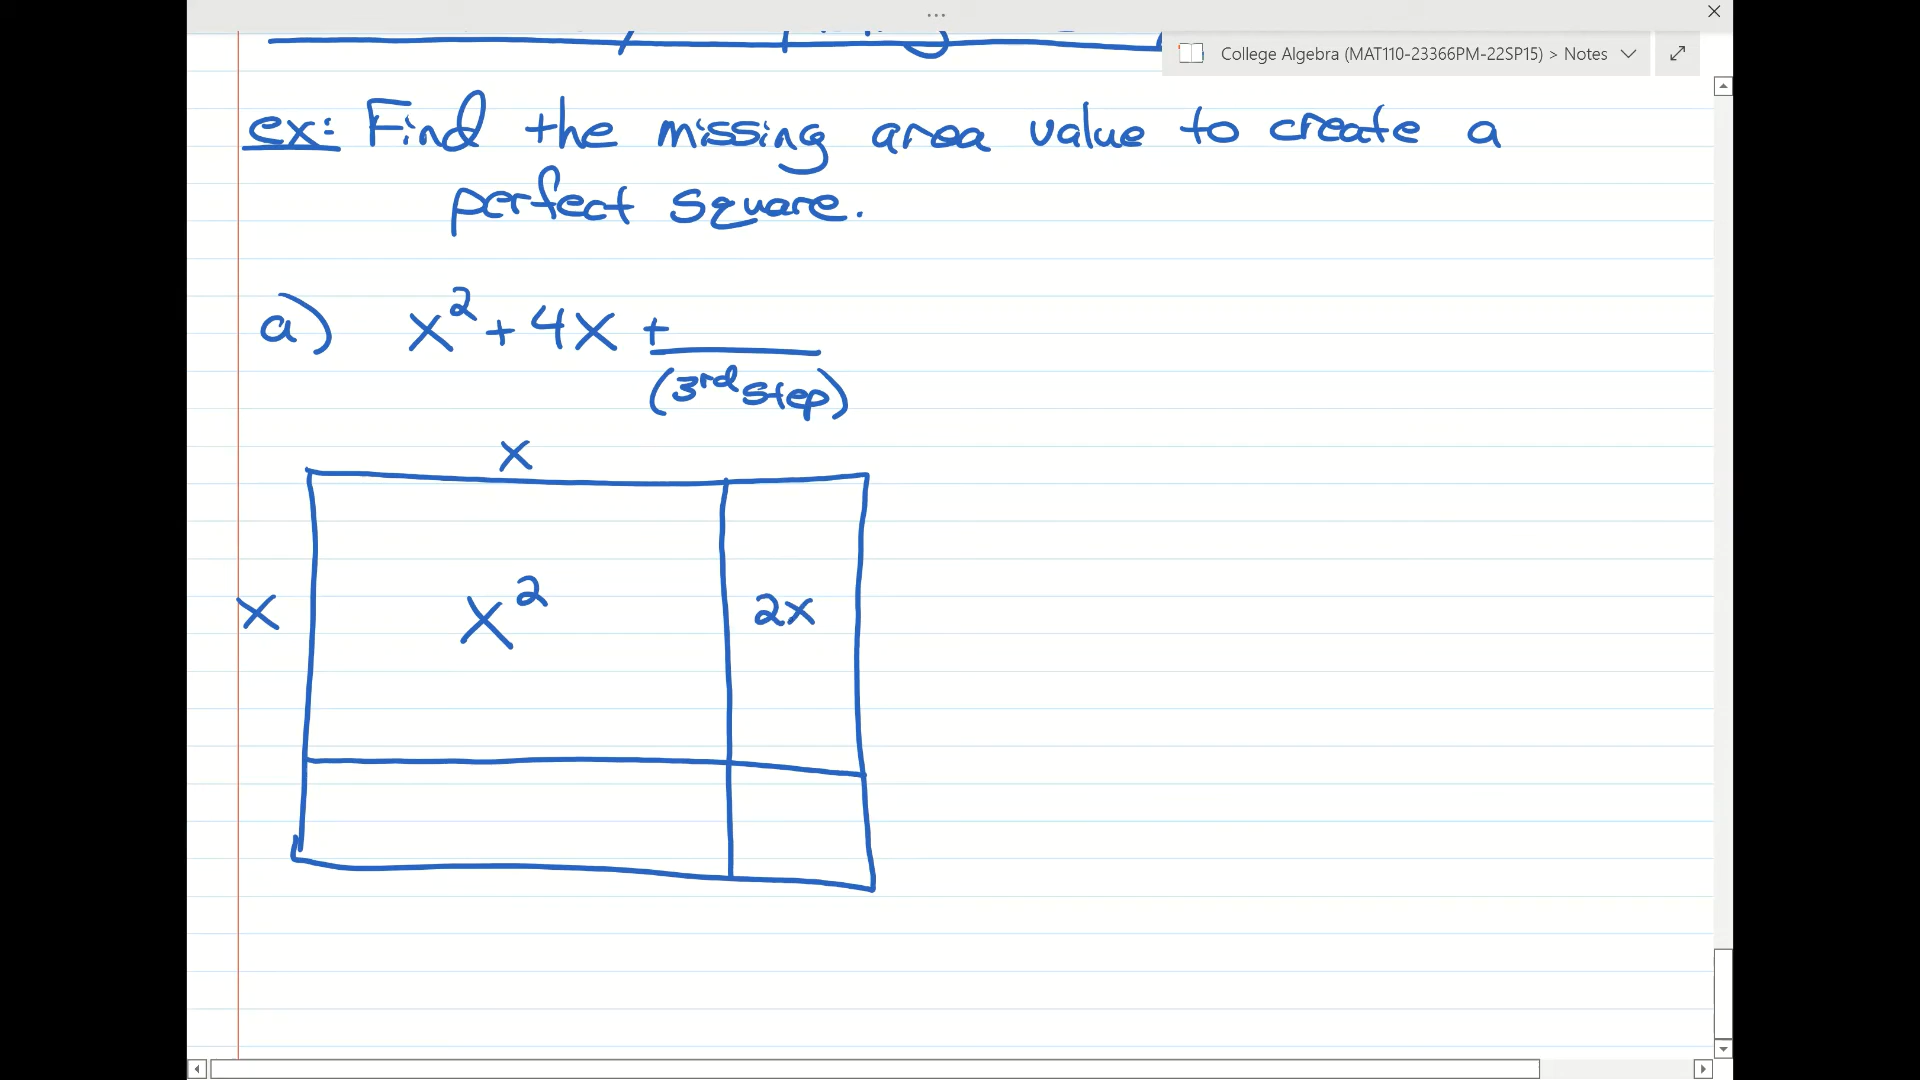 College Algebra (MAT110-23366PM-22SP15) > Notes
ex: Find the missing area value to create a
perfect square.
a) x² + 4x + ____
(3rd step)
x
x x² 2x